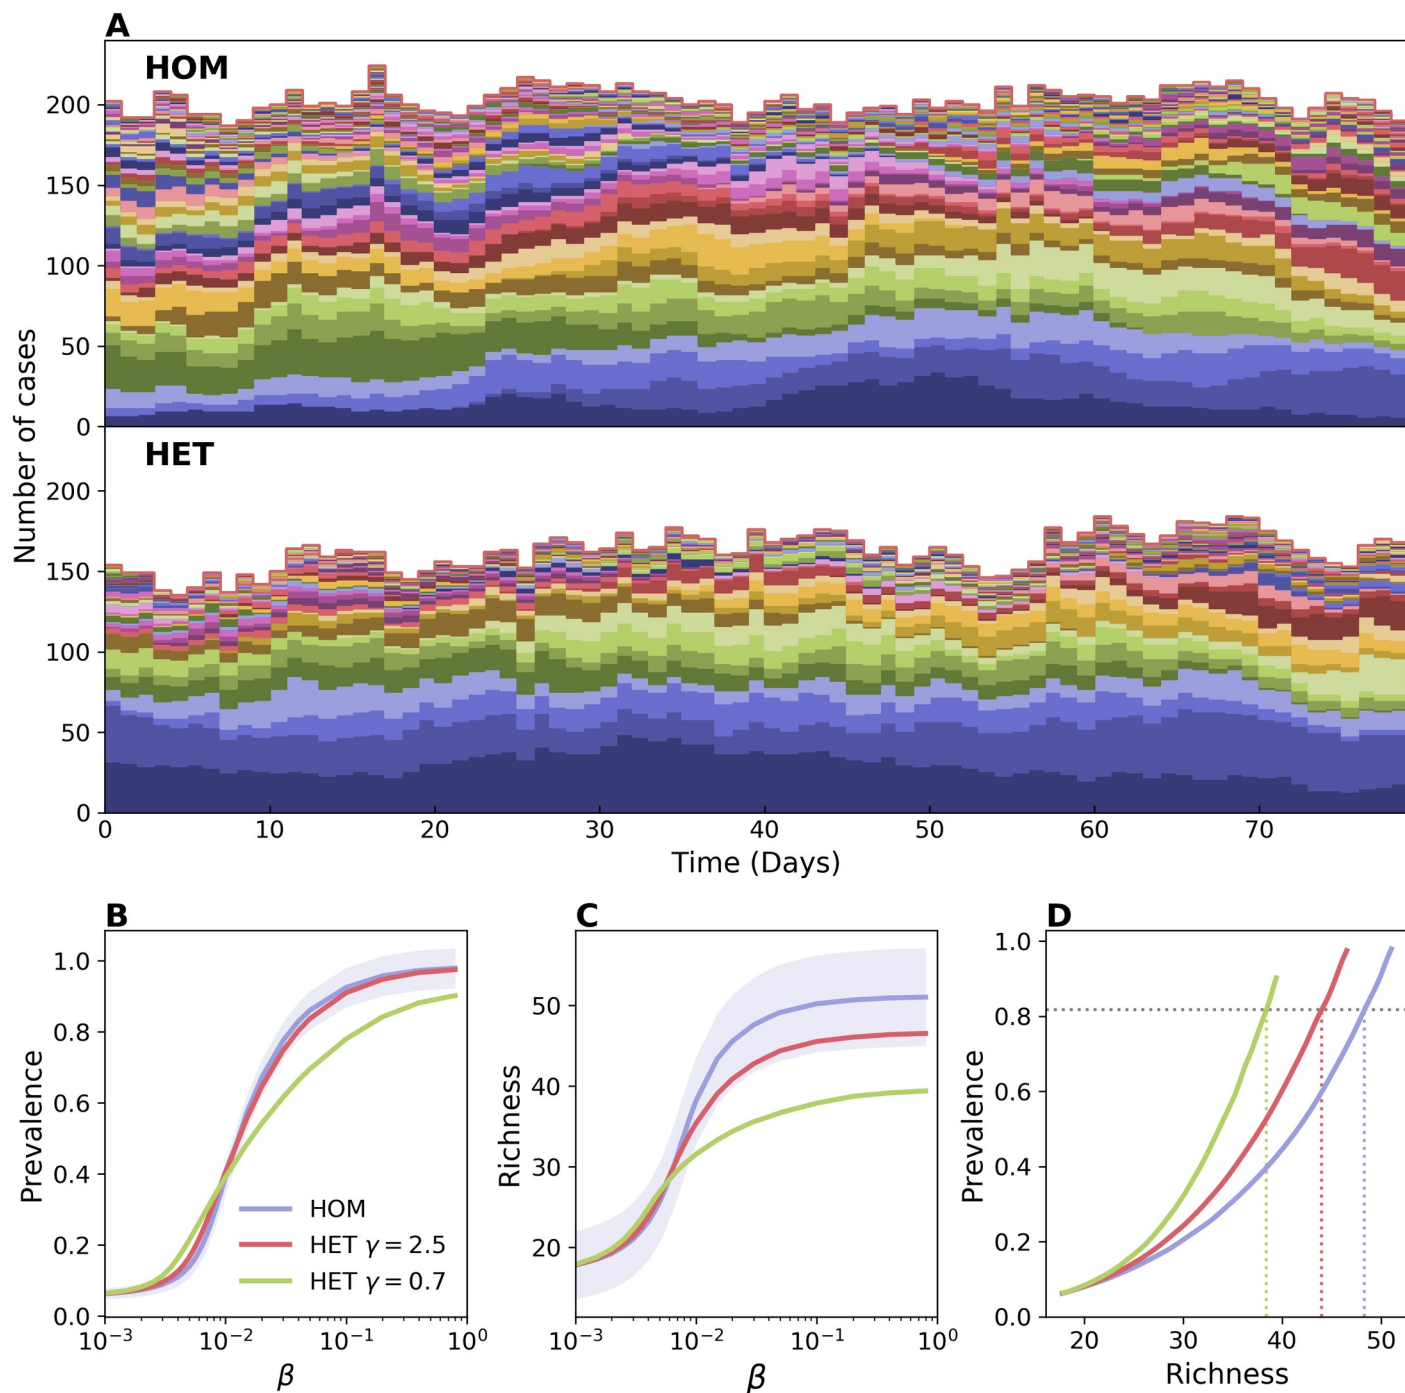 A
HOM
200
150
100
50
0
Number of cases
HET
200
150
100
50
0
0 10 20 30 40 50 60 70
Time (Days)
B
1.0
0.8
0.6
0.4
0.2
0.0
Prevalence
HOM
HET γ = 2.5
HET γ = 0.7
10⁻³ 10⁻² 10⁻¹ 10⁰
β
C
50
40
30
20
Richness
10⁻³ 10⁻² 10⁻¹ 10⁰
β
D
1.0
0.8
0.6
0.4
0.2
0.0
Prevalence
20 30 40 50
Richness